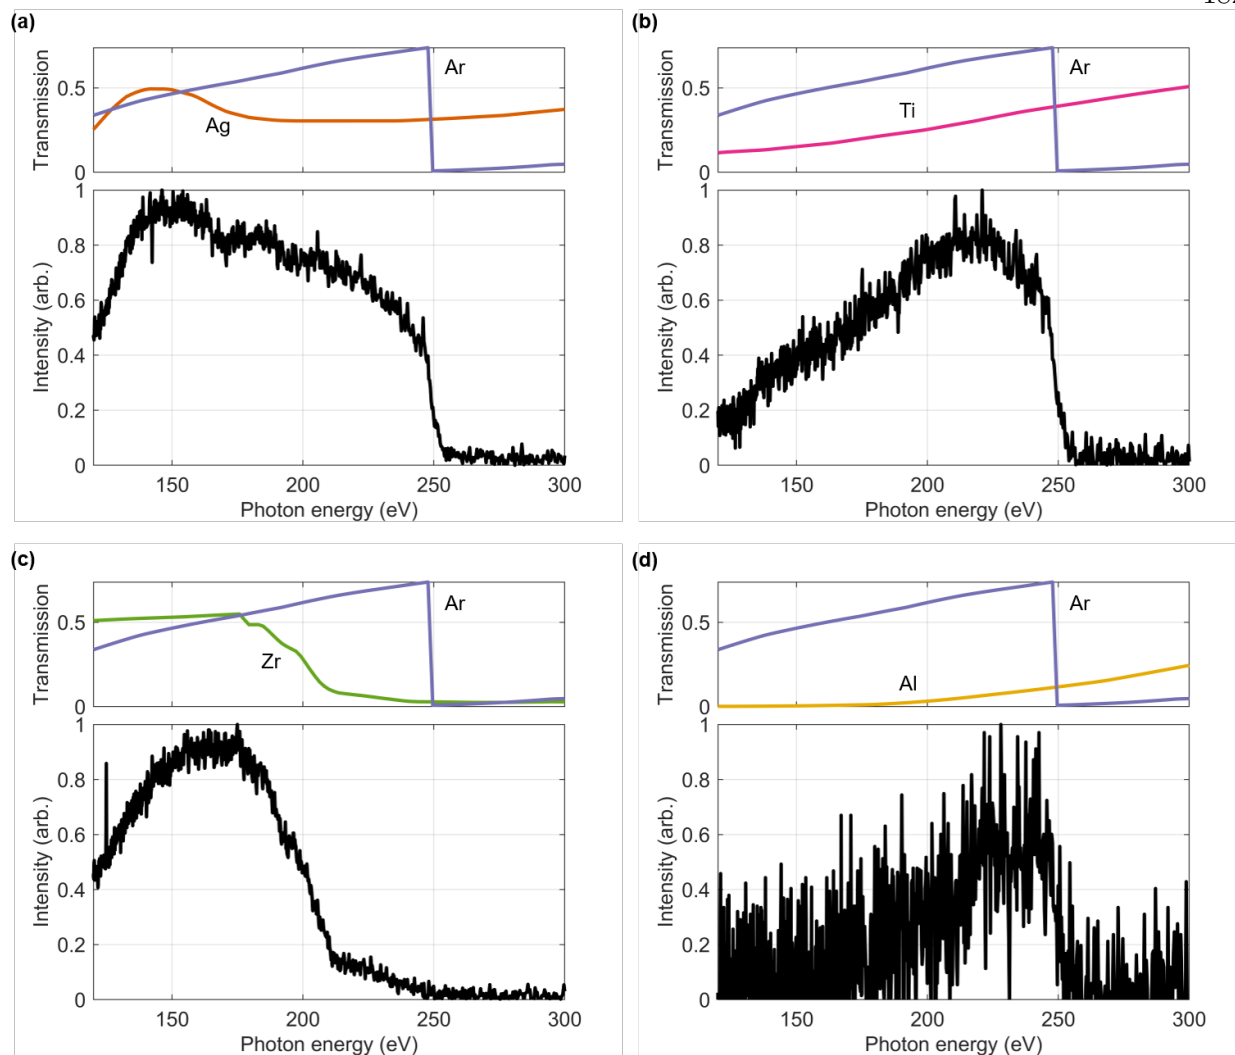 (a)
Transmission
0.5
0
Ar
Ag
Intensity (arb.)
1
0.8
0.6
0.4
0.2
0
150 200 250 300
Photon energy (eV)
(b)
Transmission
0.5
0
Ar
Ti
Intensity (arb.)
1
0.8
0.6
0.4
0.2
0
150 200 250 300
Photon energy (eV)
(c)
Transmission
0.5
0
Ar
Zr
Intensity (arb.)
1
0.8
0.6
0.4
0.2
0
150 200 250 300
Photon energy (eV)
(d)
Transmission
0.5
0
Ar
Al
Intensity (arb.)
1
0.8
0.6
0.4
0.2
0
150 200 250 300
Photon energy (eV)